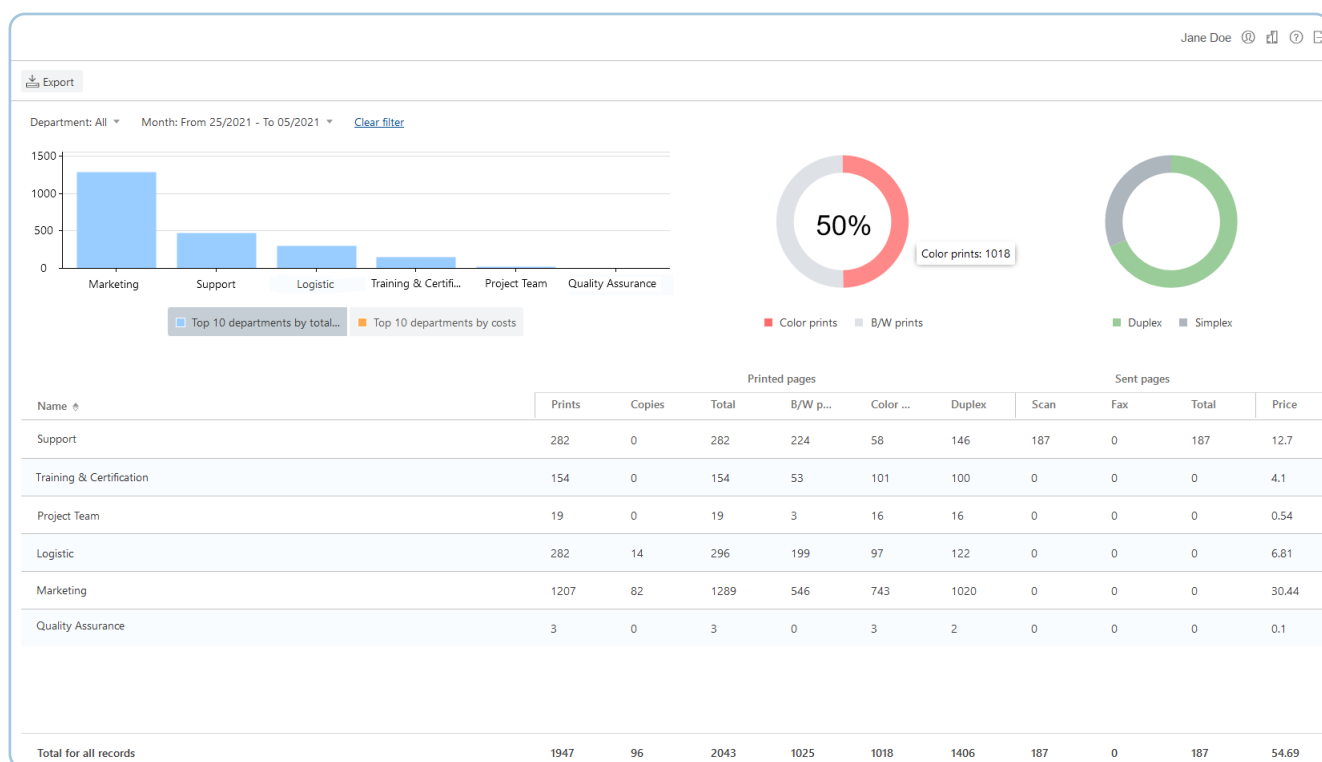 Jane Doe
Export
Department: All Month: From 25/2021 - To 05/2021 Clear filter
1500
1000
500
0
Marketing Support Logistic Training & Certifi... Project Team Quality Assurance
Top 10 departments by total... Top 10 departments by costs
50%
Color prints: 1018
Color prints B/W prints
Duplex Simplex
Printed pages Sent pages
Name Prints Copies Total B/W p... Color ... Duplex Scan Fax Total Price
Support 282 0 282 224 58 146 187 0 187 12.7
Training & Certification 154 0 154 53 101 100 0 0 0 4.1
Project Team 19 0 19 3 16 16 0 0 0 0.54
Logistic 282 14 296 199 97 122 0 0 0 6.81
Marketing 1207 82 1289 546 743 1020 0 0 0 30.44
Quality Assurance 3 0 3 0 3 2 0 0 0 0.1
Total for all records 1947 96 2043 1025 1018 1406 187 0 187 54.69